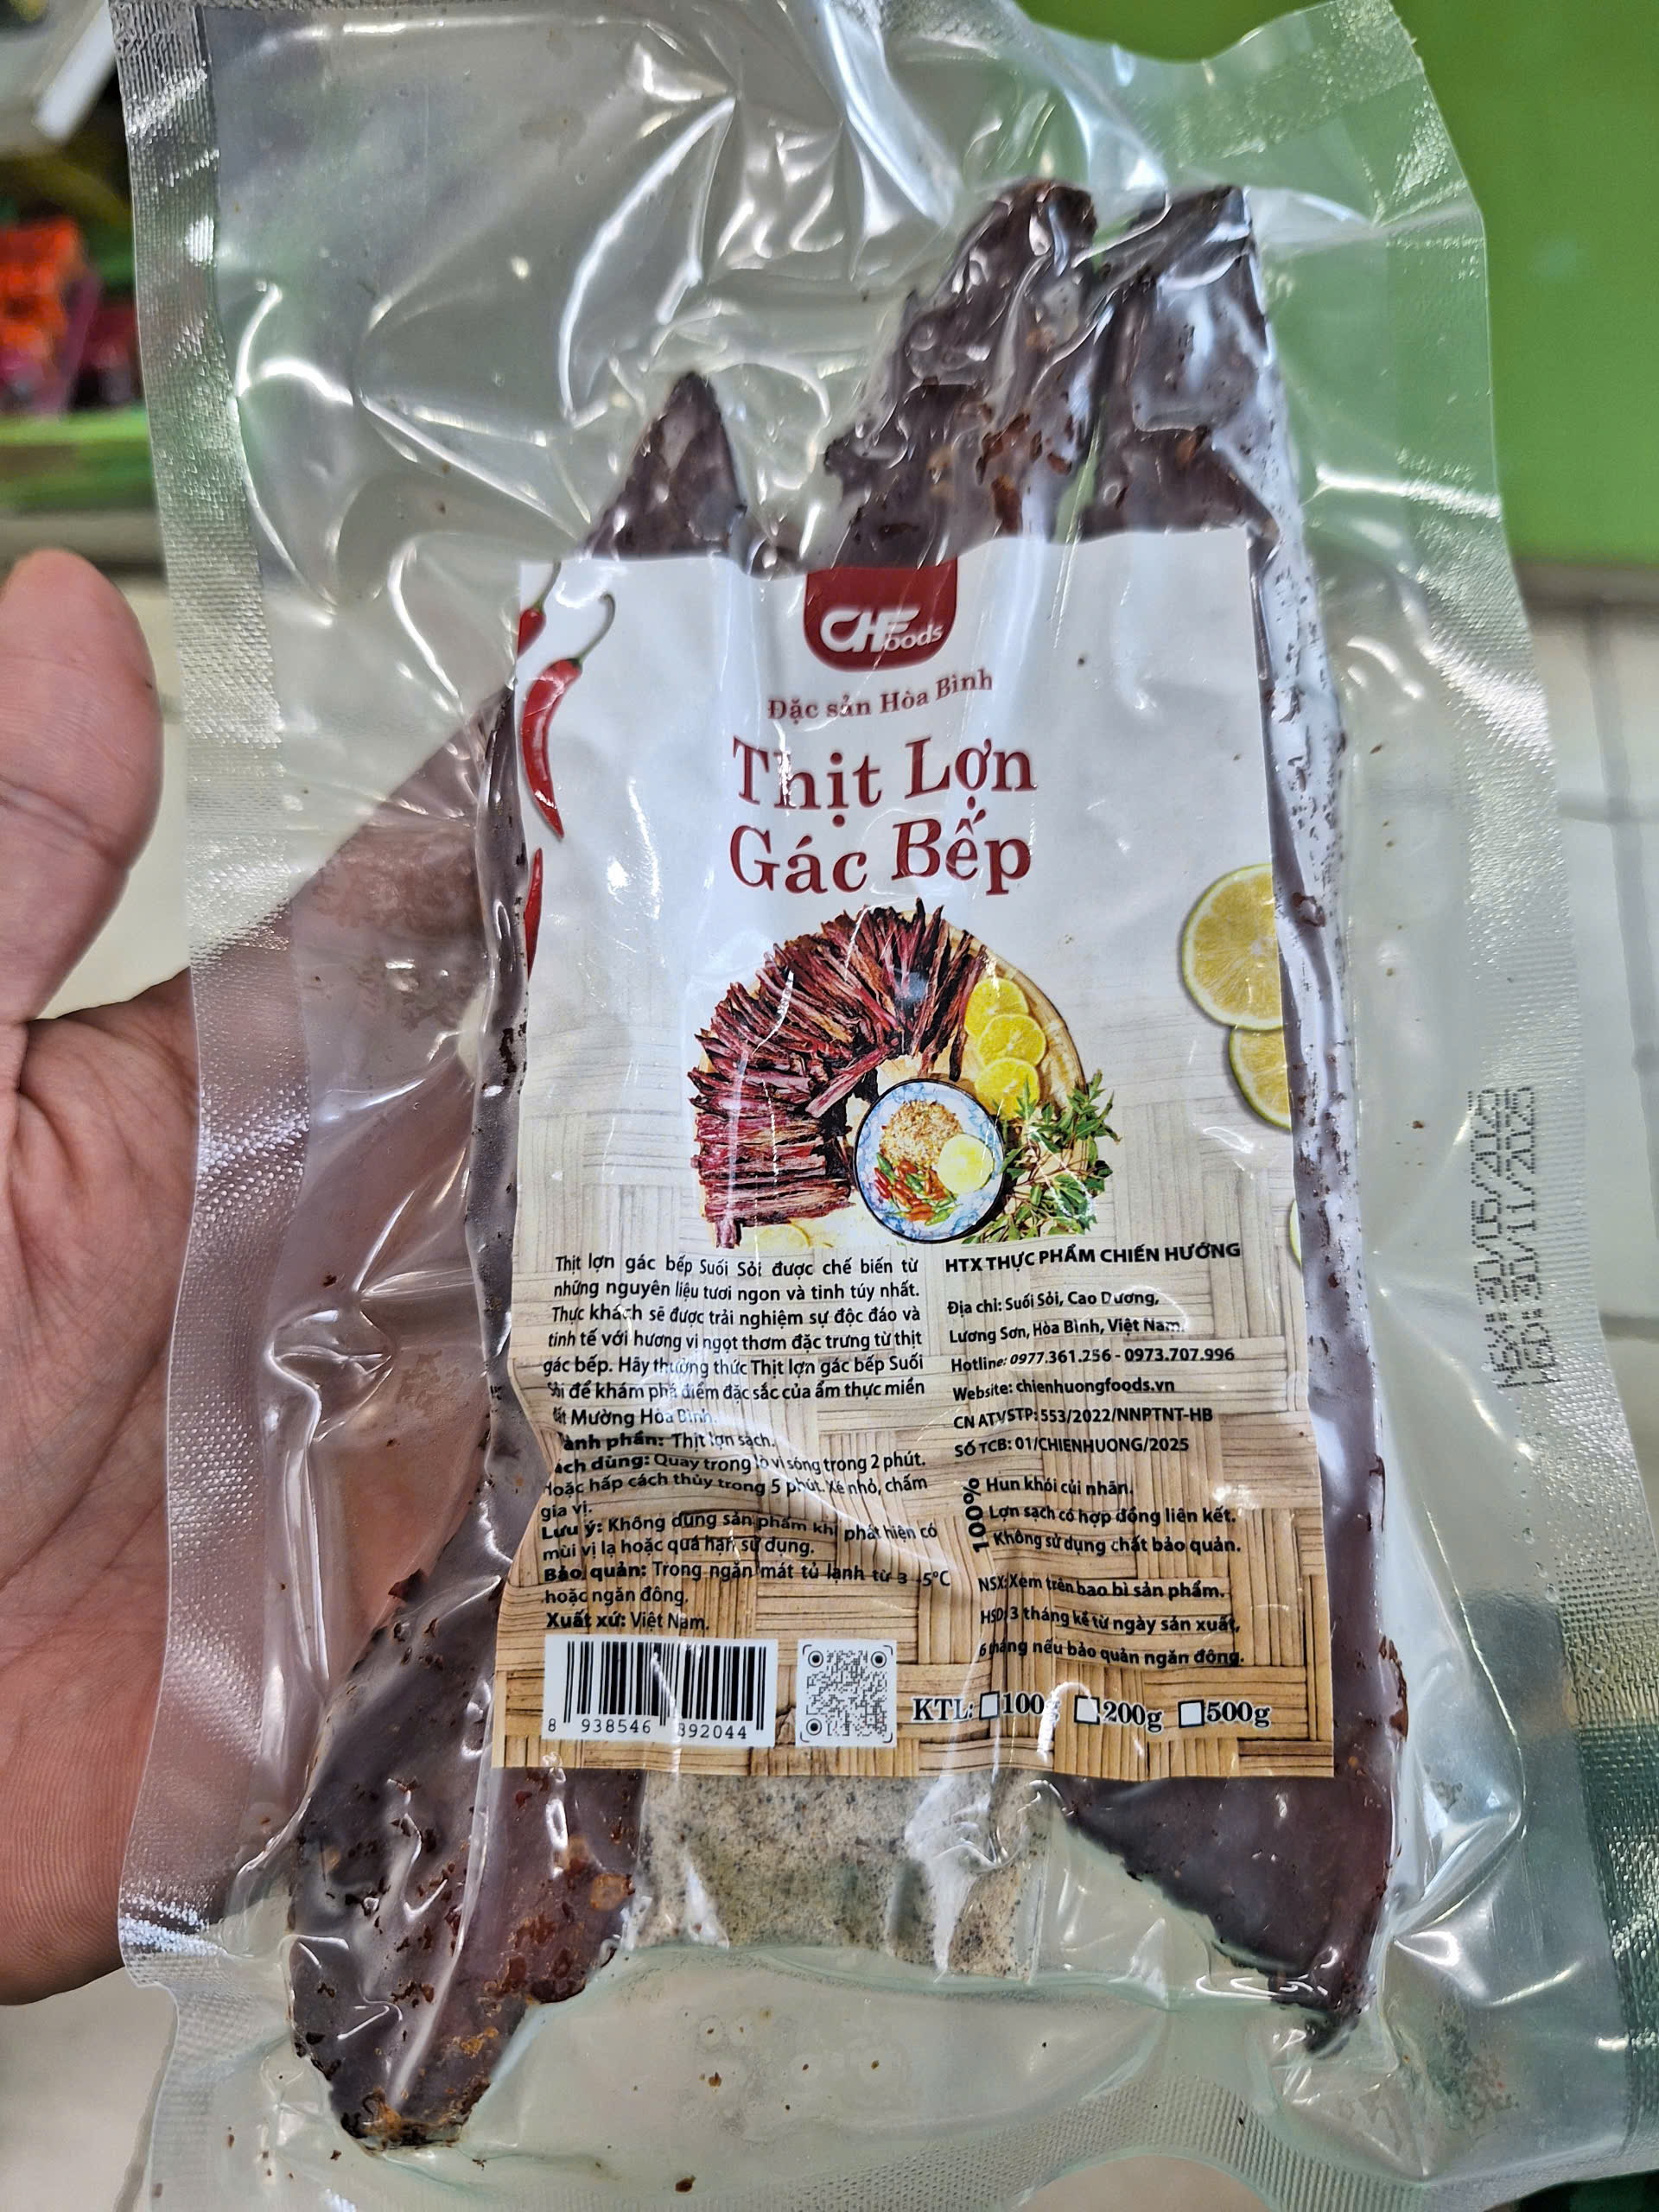 CHFoods
Đặc sản Hòa Bình
Thịt Lợn
Gác Bếp
Thịt lợn gác bếp Suối Sỏi được chế biến từ
những nguyên liệu tươi ngon và tinh túy nhất.
Thực khách sẽ được trải nghiệm sự độc đáo và
tinh tế với hương vị ngọt thơm đặc trưng từ thịt
gác bếp. Hãy thưởng thức Thịt lợn gác bếp Suối
Sỏi để khám phá điểm đặc sắc của ẩm thực miền
Mường Hòa Bình.
ành phần: Thịt lợn sạch.
ách dùng: Quay trong lò vi sóng trong 2 phút.
Hoặc hấp cách thủy trong 5 phút. Xé nhỏ, chấm
gia vị.
Lưu ý: Không dùng sản phẩm khi phát hiện có
mùi vị lạ hoặc quá hạn sử dụng.
Bảo quản: Trong ngăn mát tủ lạnh từ 3 -5°C
hoặc ngăn đông.
Xuất xứ: Việt Nam.
8 938546 392044
HTX THỰC PHẨM CHIẾN HƯỚNG
Địa chỉ: Suối Sỏi, Cao Dương,
Lương Sơn, Hòa Bình, Việt Nam.
Hotline: 0977.361.256 - 0973.707.996
Website: chienhuongfoods.vn
CN ATVSTP: 553/2022/NNPTNT-HB
SỐ TCB: 01/CHIENHUONG/2025
100%
Hun khói củi nhãn.
Lợn sạch có hợp đồng liên kết.
Không sử dụng chất bảo quản.
NSX: Xem trên bao bì sản phẩm.
HSD: 3 tháng kể từ ngày sản xuất,
6 tháng nếu bảo quản ngăn đông.
KTL: 100g 200g 500g